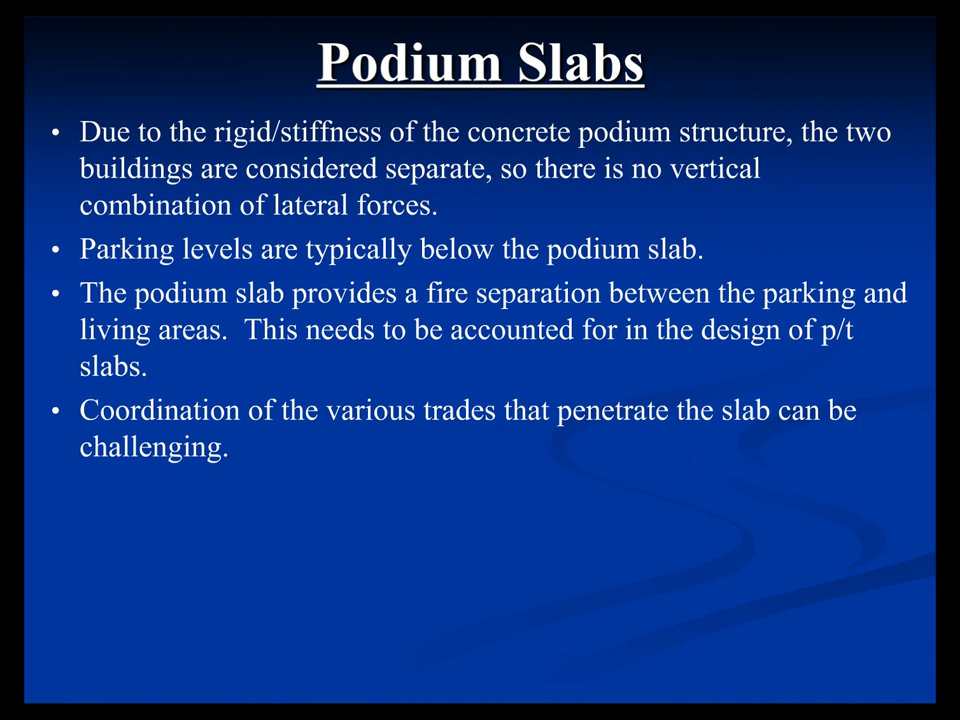 Podium Slabs
• Due to the rigid/stiffness of the concrete podium structure, the two
buildings are considered separate, so there is no vertical
combination of lateral forces.
• Parking levels are typically below the podium slab.
• The podium slab provides a fire separation between the parking and
living areas.  This needs to be accounted for in the design of p/t
slabs.
• Coordination of the various trades that penetrate the slab can be
challenging.